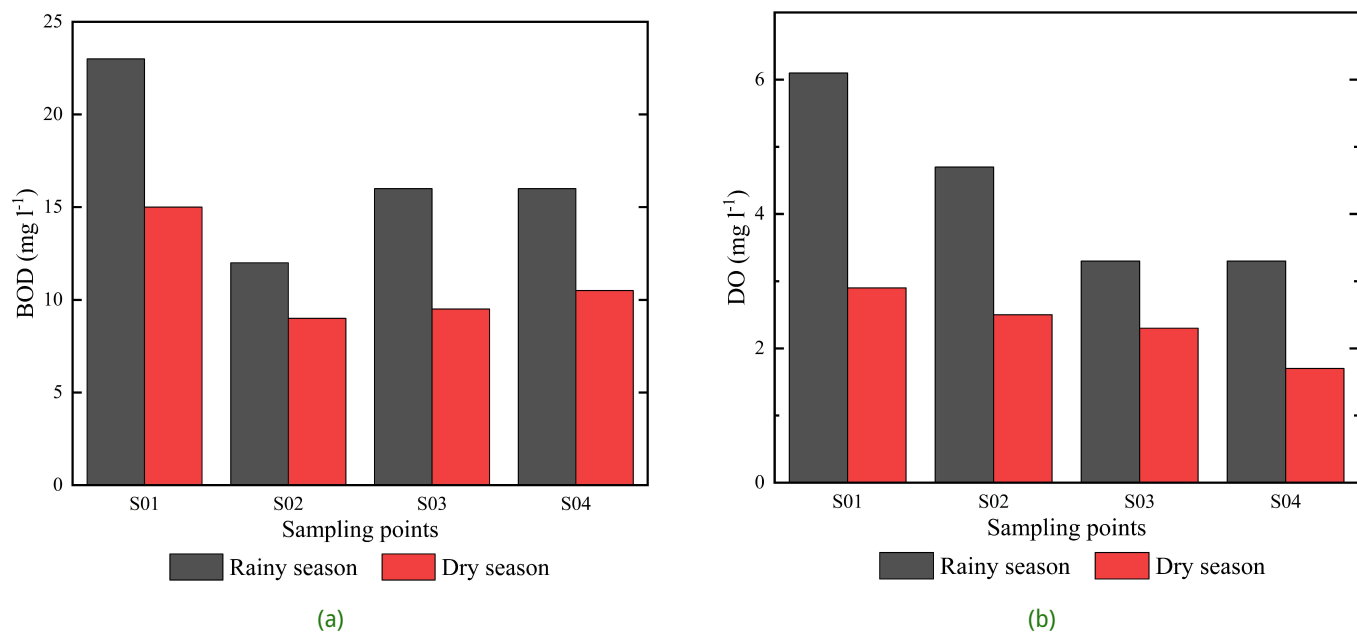 25
20
15
10
5
0
BOD (mg l⁻¹)
S01 S02 S03 S04
Sampling points
Rainy season Dry season
(a)
6
4
2
0
DO (mg l⁻¹)
S01 S02 S03 S04
Sampling points
Rainy season Dry season
(b)